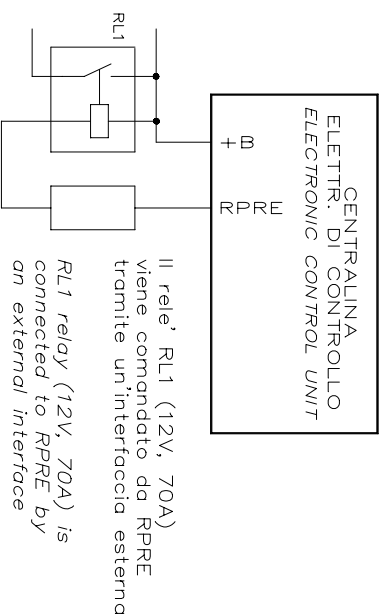 RL1
CENTRALINA
ELETTR. DI CONTROLLO
ELECTRONIC CONTROL UNIT
+B
RPRE
Il rele' RL1 (12V, 70A)
viene comandato da RPRE
tramite un'interfaccia esterna
RL1 relay (12V, 70A) is
connected to RPRE by
an external interface